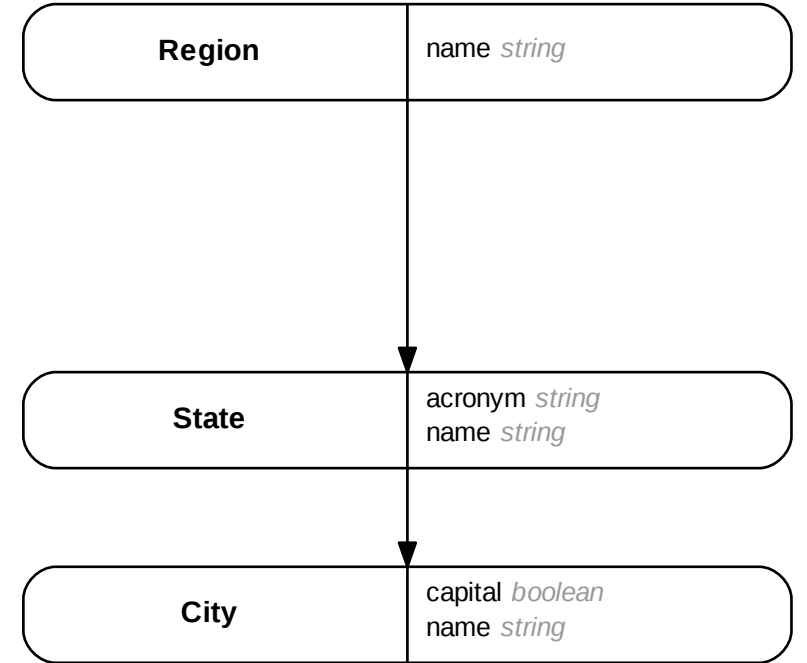 Region
name string
State
acronym string
name string
City
capital boolean
name string